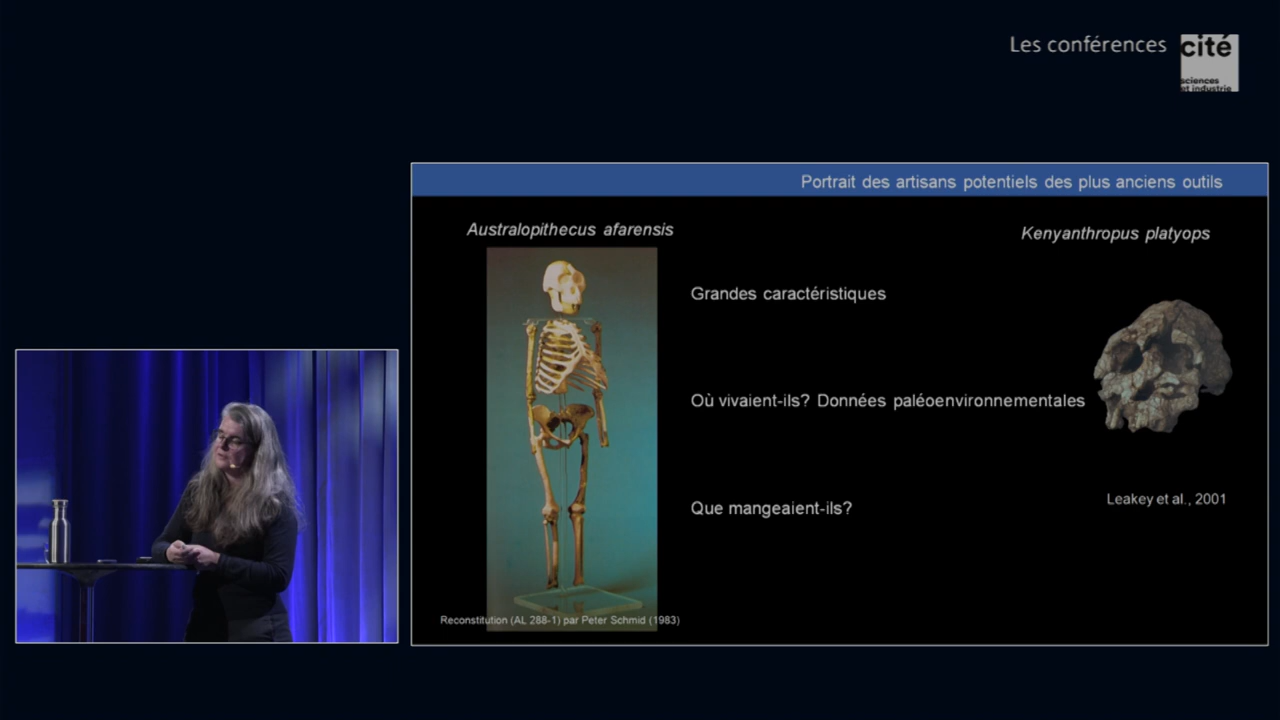 Les conférences
cité
sciences
et industrie
Portrait des artisans potentiels des plus anciens outils
Australopithecus afarensis
Kenyanthropus platyops
Grandes caractéristiques
Où vivaient-ils? Données paléoenvironnementales
Que mangeaient-ils?
Leakey et al., 2001
Reconstitution (AL 288-1) par Peter Schmid (1983)